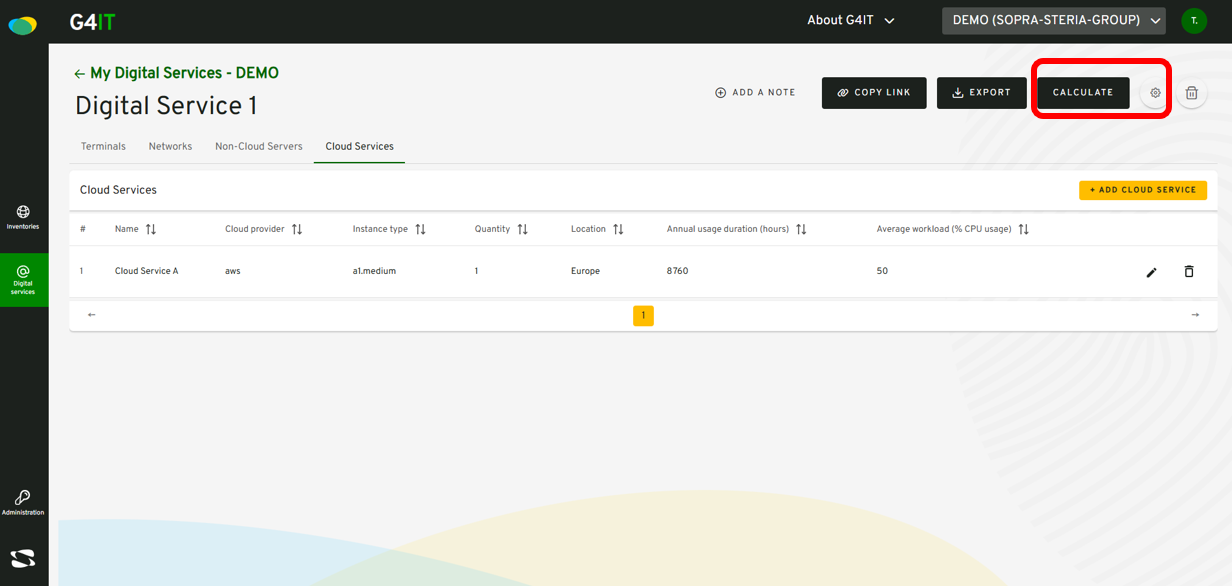 G4IT
About G4IT
DEMO (SOPRA-STERIA-GROUP)
T.
My Digital Services - DEMO
Digital Service 1
ADD A NOTE
COPY LINK
EXPORT
CALCULATE
Terminals Networks Non-Cloud Servers Cloud Services
Cloud Services
+ ADD CLOUD SERVICE
# Name Cloud provider Instance type Quantity Location Annual usage duration (hours) Average workload (% CPU usage)
1 Cloud Service A aws a1.medium 1 Europe 8760 50
← 1 →
Inventories
Digital
services
Administration